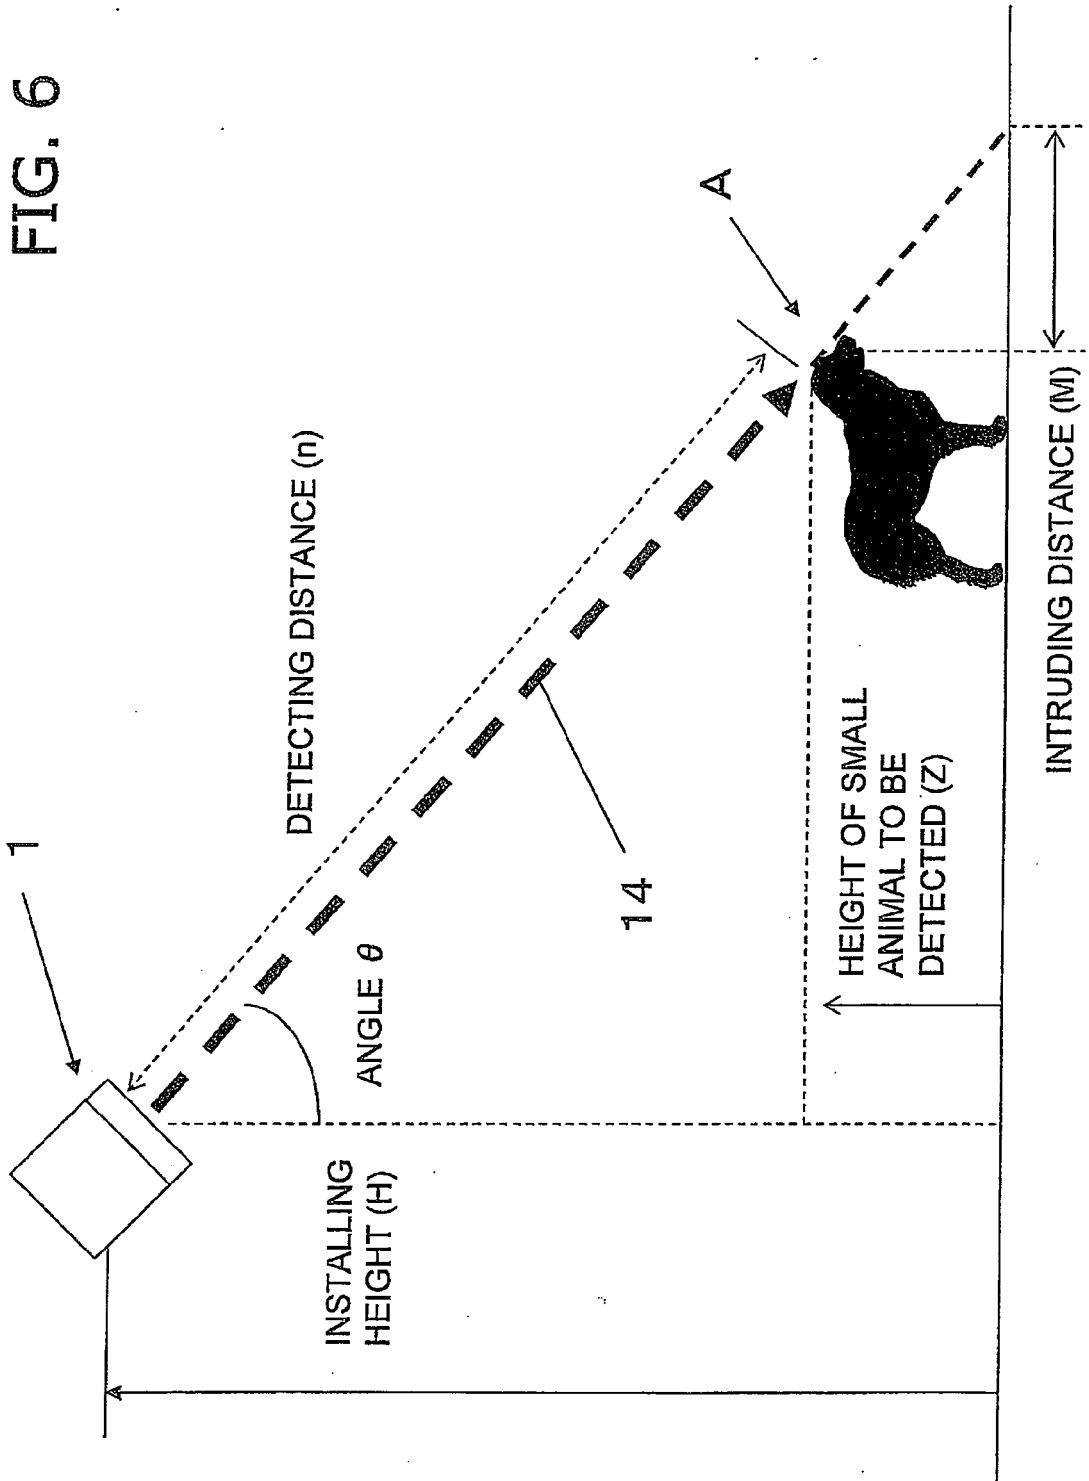 FIG. 6
1
A
DETECTING DISTANCE (n)
ANGLE θ
14
INSTALLING
HEIGHT (H)
HEIGHT OF SMALL
ANIMAL TO BE
DETECTED (Z)
INTRUDING DISTANCE (M)